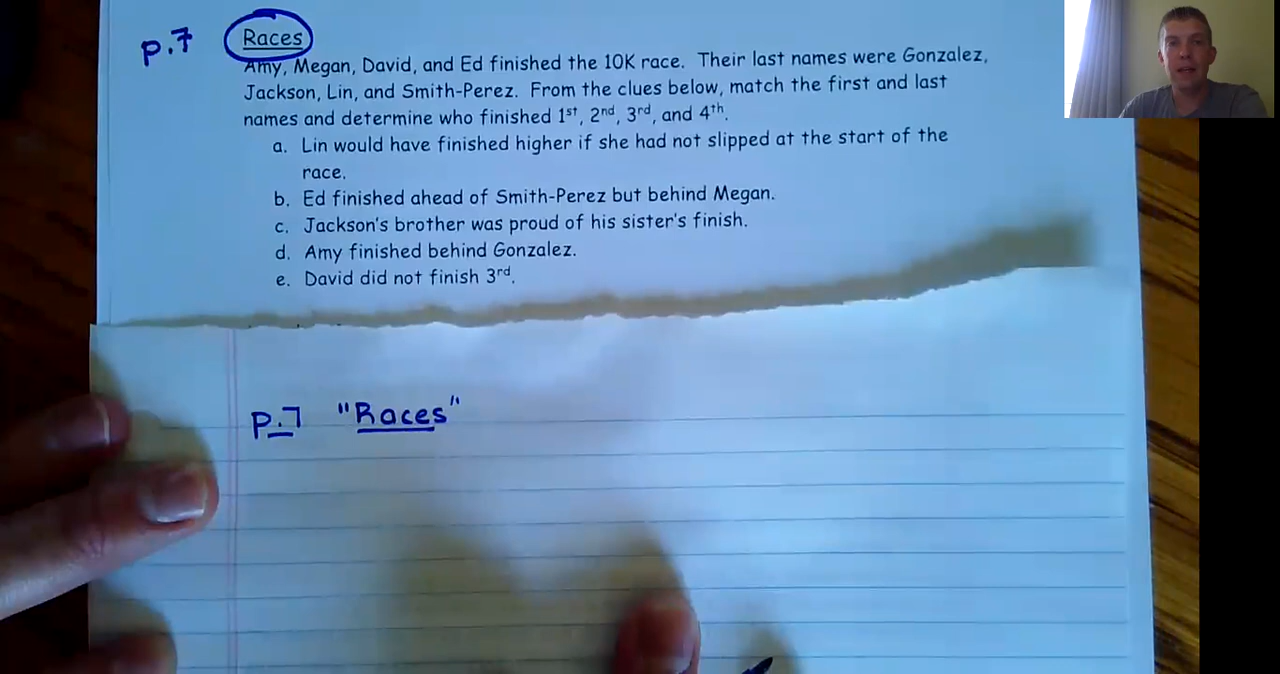 p.7 Races
Amy, Megan, David, and Ed finished the 10K race. Their last names were Gonzalez,
Jackson, Lin, and Smith-Perez. From the clues below, match the first and last
names and determine who finished 1st, 2nd, 3rd, and 4th.
a. Lin would have finished higher if she had not slipped at the start of the
race.
b. Ed finished ahead of Smith-Perez but behind Megan.
c. Jackson's brother was proud of his sister's finish.
d. Amy finished behind Gonzalez.
e. David did not finish 3rd.
p.7 "Races"